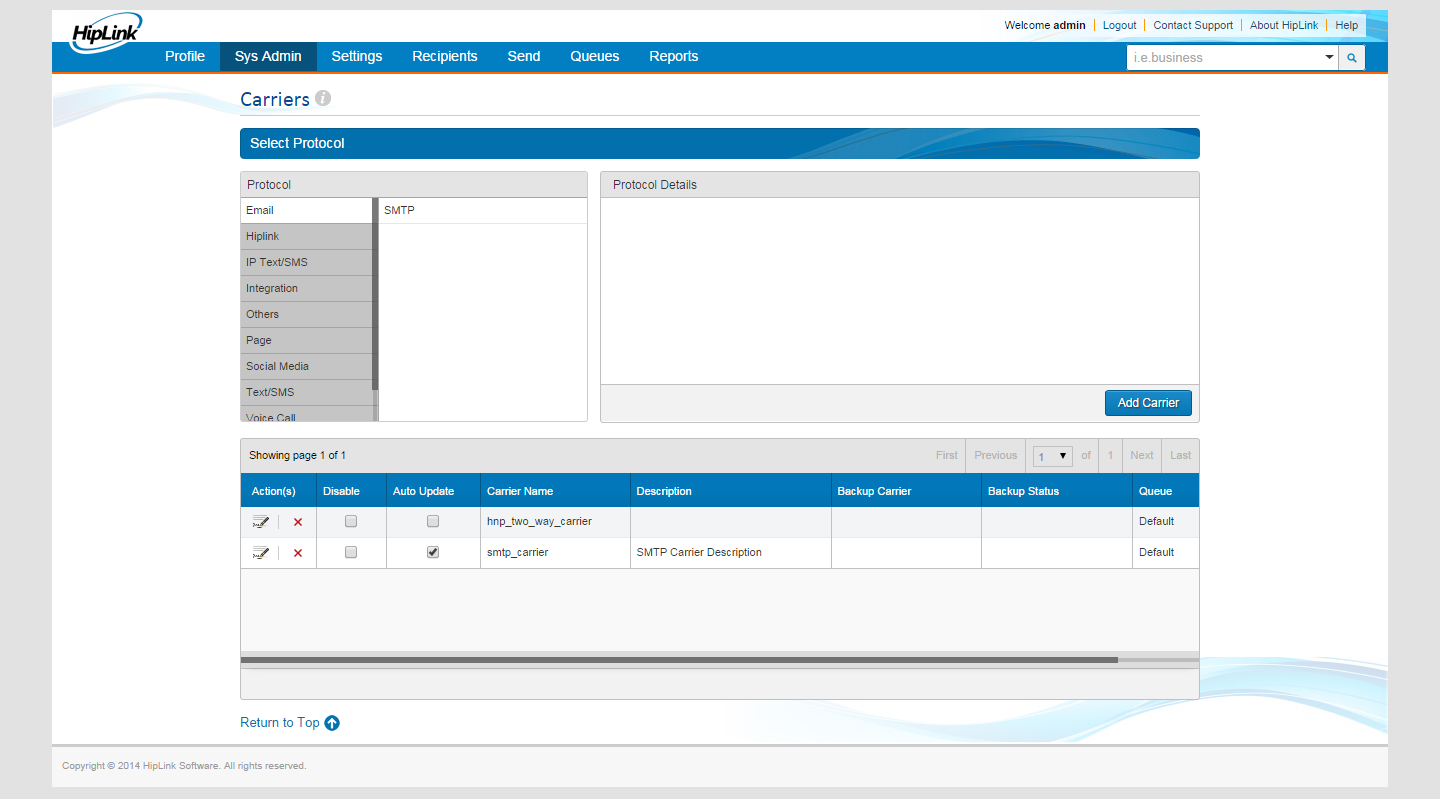 HipLink
Welcome admin Logout Contact Support About HipLink Help
Profile Sys Admin Settings Recipients Send Queues Reports i.e.business
Carriers i
Select Protocol
Protocol
Email SMTP
Hiplink
IP Text/SMS
Integration
Others
Page
Social Media
Text/SMS
Voice Call
Protocol Details
Add Carrier
Showing page 1 of 1 First Previous 1 of 1 Next Last
Action(s) Disable Auto Update Carrier Name Description Backup Carrier Backup Status Queue
hnp_two_way_carrier Default
smtp_carrier SMTP Carrier Description Default
Return to Top
Copyright © 2014 HipLink Software. All rights reserved.